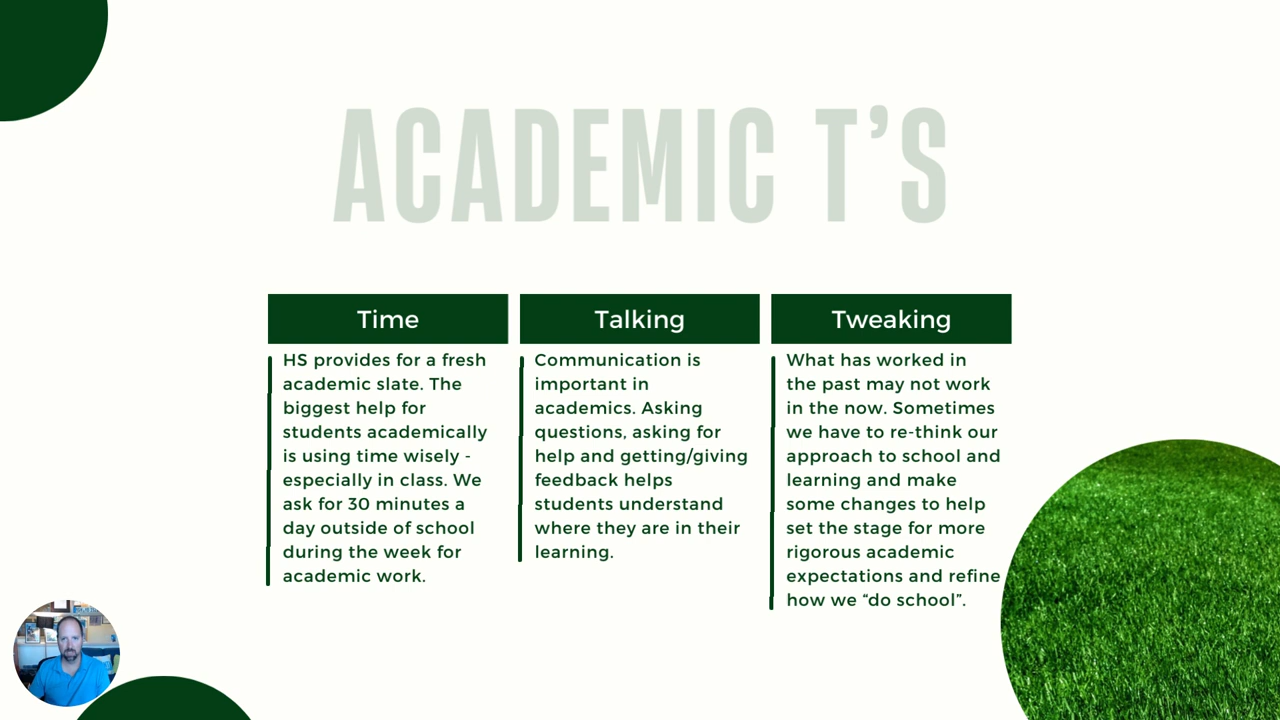 ACADEMIC T’S
Time
HS provides for a fresh
academic slate. The
biggest help for
students academically
is using time wisely -
especially in class. We
ask for 30 minutes a
day outside of school
during the week for
academic work.
Talking
Communication is
important in
academics. Asking
questions, asking for
help and getting/giving
feedback helps
students understand
where they are in their
learning.
Tweaking
What has worked in
the past may not work
in the now. Sometimes
we have to re-think our
approach to school and
learning and make
some changes to help
set the stage for more
rigorous academic
expectations and refine
how we “do school”.